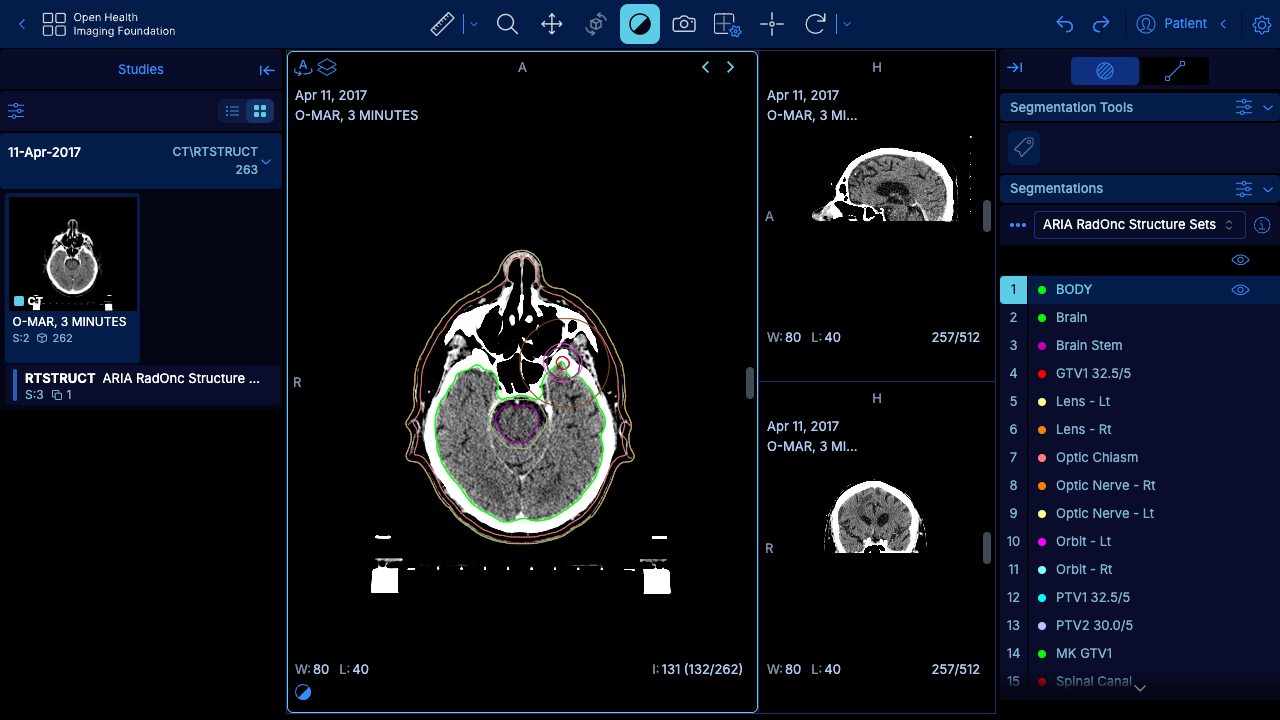 Open Health
Imaging Foundation
Patient
Studies
11-Apr-2017
CT\RTSTRUCT
263
CT
O-MAR, 3 MINUTES
S:2 262
RTSTRUCT ARIA RadOnc Structure ...
S:3 1
A
A
Apr 11, 2017
O-MAR, 3 MINUTES
R
W:80 L:40
I:131 (132/262)
H
Apr 11, 2017
O-MAR, 3 MI...
A
W:80 L:40
257/512
H
Apr 11, 2017
O-MAR, 3 MI...
R
W:80 L:40
257/512
Segmentation Tools
Segmentations
ARIA RadOnc Structure Sets
1 BODY
2 Brain
3 Brain Stem
4 GTV1 32.5/5
5 Lens - Lt
6 Lens - Rt
7 Optic Chiasm
8 Optic Nerve - Rt
9 Optic Nerve - Lt
10 Orbit - Lt
11 Orbit - Rt
12 PTV1 32.5/5
13 PTV2 30.0/5
14 MK GTV1
15 Spinal Canal